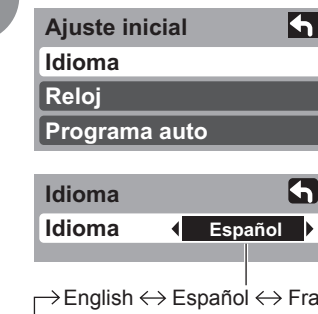 Ajuste inicial
Idioma
Reloj
Programa auto
Idioma
Idioma Español
English ↔ Español ↔ Fra